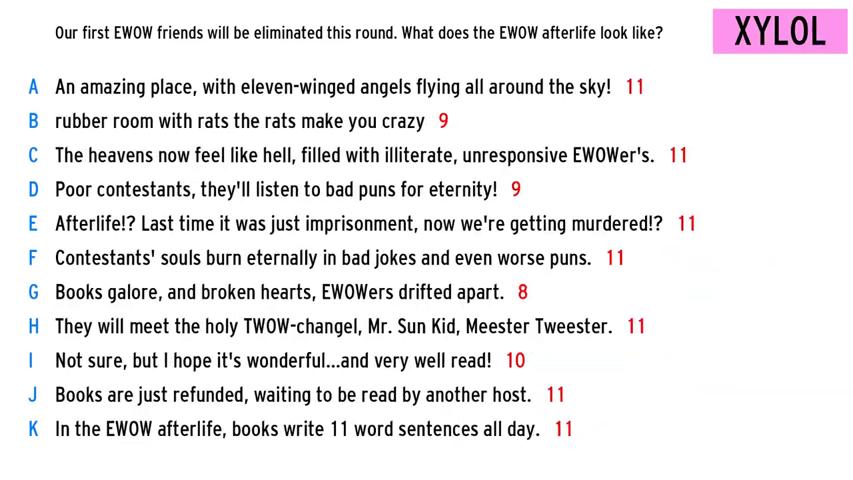 Our first EWOW friends will be eliminated this round. What does the EWOW afterlife look like?
XYLOL
A An amazing place, with eleven-winged angels flying all around the sky! 11
B rubber room with rats the rats make you crazy 9
C The heavens now feel like hell, filled with illiterate, unresponsive EWOWer's. 11
D Poor contestants, they'll listen to bad puns for eternity! 9
E Afterlife!? Last time it was just imprisonment, now we're getting murdered!? 11
F Contestants' souls burn eternally in bad jokes and even worse puns. 11
G Books galore, and broken hearts, EWOWers drifted apart. 8
H They will meet the holy TWOW-changel, Mr. Sun Kid, Meester Tweester. 11
I Not sure, but I hope it's wonderful...and very well read! 10
J Books are just refunded, waiting to be read by another host. 11
K In the EWOW afterlife, books write 11 word sentences all day. 11